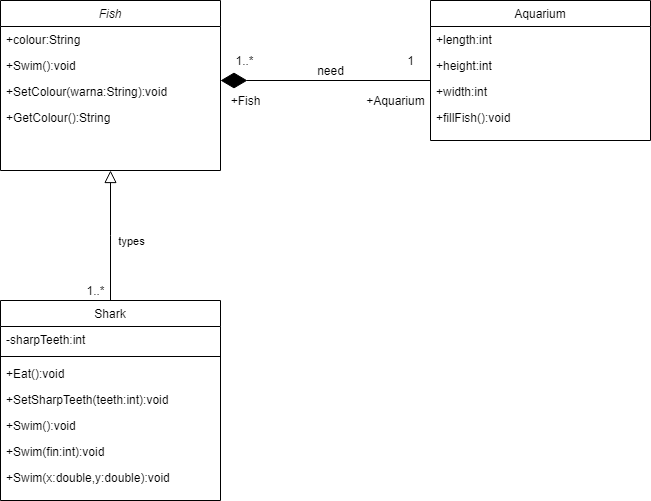 Fish
+colour:String
+Swim():void
+SetColour(warna:String):void
+GetColour():String
1..*
need
1
+Fish
+Aquarium
Aquarium
+length:int
+height:int
+width:int
+fillFish():void
types
1..*
Shark
-sharpTeeth:int
+Eat():void
+SetSharpTeeth(teeth:int):void
+Swim():void
+Swim(fin:int):void
+Swim(x:double,y:double):void